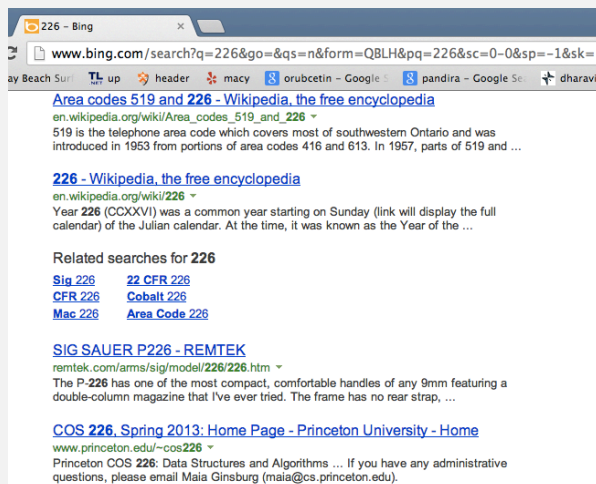 226 - Bing
www.bing.com/search?q=226&go=&qs=n&form=QBLH&pq=226&sc=0-0&sp=-1&sk=
ay Beach Surf TL NET up header macy orubcetin - Google S pandira - Google Se dharavi
Area codes 519 and 226 - Wikipedia, the free encyclopedia
en.wikipedia.org/wiki/Area_codes_519_and_226
519 is the telephone area code which covers most of southwestern Ontario and was
introduced in 1953 from portions of area codes 416 and 613. In 1957, parts of 519 and ...
226 - Wikipedia, the free encyclopedia
en.wikipedia.org/wiki/226
Year 226 (CCXXVI) was a common year starting on Sunday (link will display the full
calendar) of the Julian calendar. At the time, it was known as the Year of the ...
Related searches for 226
Sig 226 22 CFR 226
CFR 226 Cobalt 226
Mac 226 Area Code 226
SIG SAUER P226 - REMTEK
remtek.com/arms/sig/model/226/226.htm
The P-226 has one of the most compact, comfortable handles of any 9mm featuring a
double-column magazine that I've ever tried. The frame has no rear strap, ...
COS 226, Spring 2013: Home Page - Princeton University - Home
www.princeton.edu/~cos226
Princeton COS 226: Data Structures and Algorithms ... If you have any administrative
questions, please email Maia Ginsburg (maia@cs.princeton.edu).